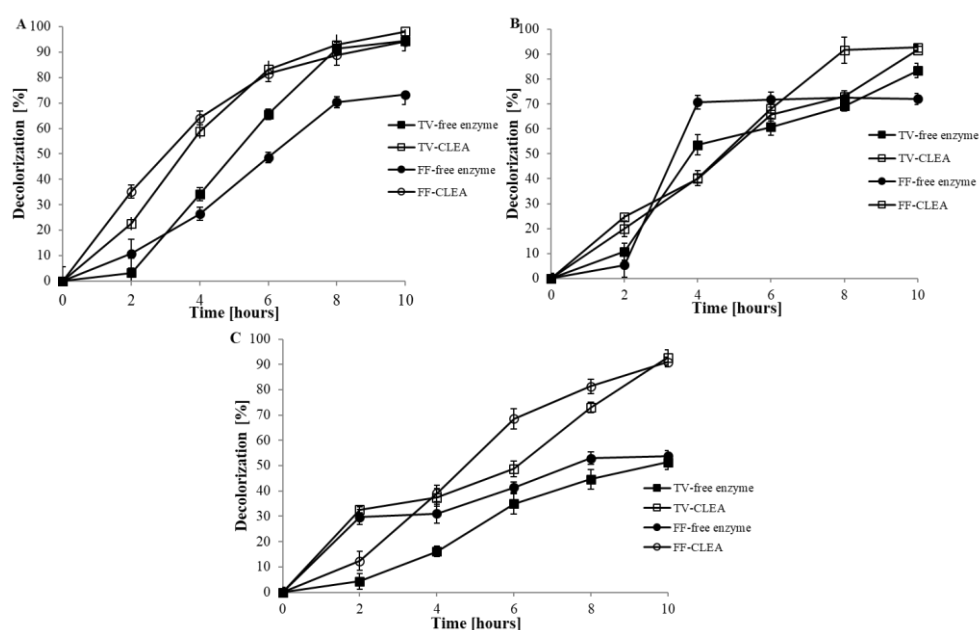 A
Decolorization [%]
100
90
80
70
60
50
40
30
20
10
0
0 2 4 6 8 10
Time [hours]
TV-free enzyme
TV-CLEA
FF-free enzyme
FF-CLEA
B
Decolorization [%]
100
90
80
70
60
50
40
30
20
10
0
0 2 4 6 8 10
Time [hours]
TV-free enzyme
TV-CLEA
FF-free enzyme
FF-CLEA
C
Decolorization [%]
100
90
80
70
60
50
40
30
20
10
0
0 2 4 6 8 10
Time [hours]
TV-free enzyme
TV-CLEA
FF-free enzyme
FF-CLEA